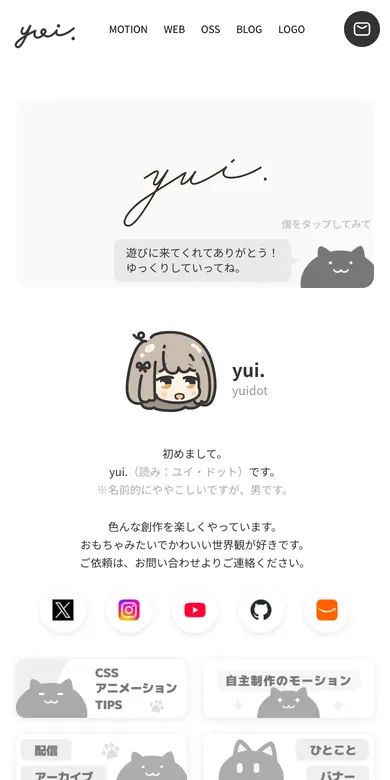 yui.
MOTION WEB OSS BLOG LOGO
yui.
僕をタップしてみて
遊びに来てくれてありがとう！
ゆっくりしていってね。
yui.
yuidot
初めまして。
yui.（読み：ユイ・ドット）です。
※名前的にややこしいですが、男です。
色んな創作を楽しくやっています。
おもちゃみたいでかわいい世界観が好きです。
ご依頼は、お問い合わせよりご連絡ください。
CSS
アニメーション
TIPS
自主制作のモーション
配信
アーカイブ
ひとこと
バナー